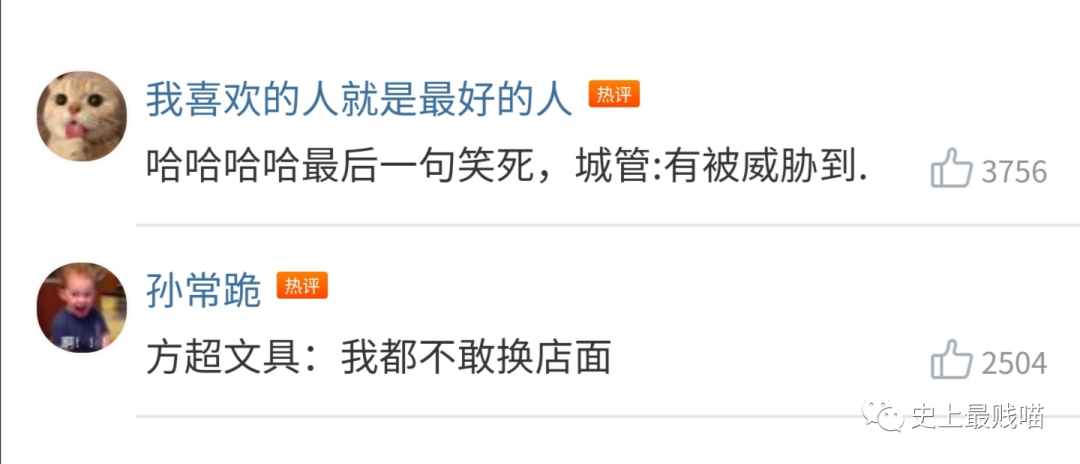 我喜欢的人就是最好的人 热评
哈哈哈哈最后一句笑死，城管:有被威胁到.
3756
孙常跪 热评
方超文具：我都不敢换店面
2504
史上最贱喵